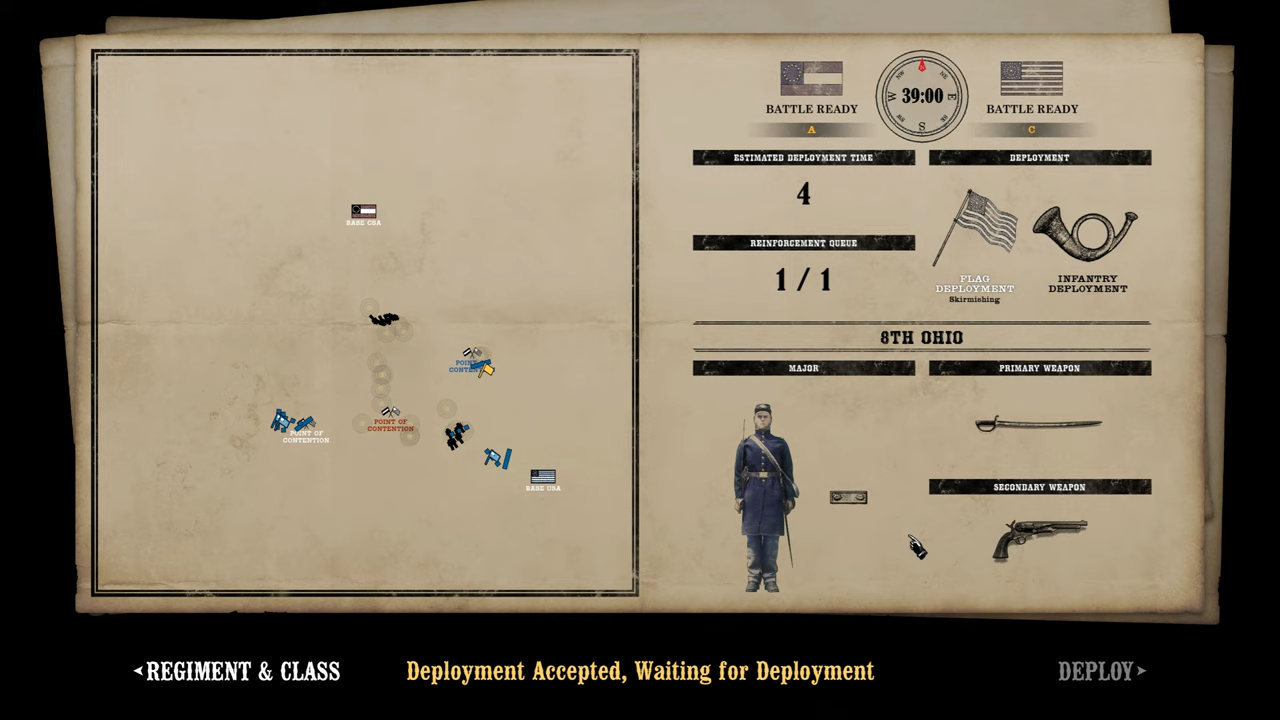 BASE CSA
POINT OF
CONTENTION
POINT OF
CONTENTION
BASE USA
BATTLE READY
A
NW
NE
W
39:00
E
S
BATTLE READY
C
ESTIMATED DEPLOYMENT TIME
4
REINFORCEMENT QUEUE
1 / 1
DEPLOYMENT
FLAG
DEPLOYMENT
Skirmishing
INFANTRY
DEPLOYMENT
8TH OHIO
MAJOR
PRIMARY WEAPON
SECONDARY WEAPON
REGIMENT & CLASS
Deployment Accepted, Waiting for Deployment
DEPLOY